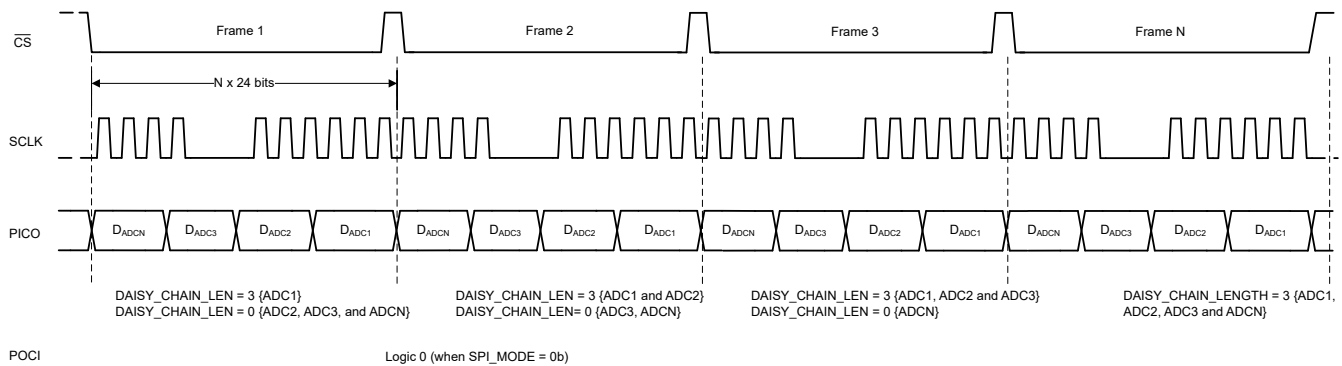 CS
Frame 1
Frame 2
Frame 3
Frame N
N x 24 bits
SCLK
PICO
DADCN
DADC3
DADC2
DADC1
DADCN
DADC3
DADC2
DADC1
DADCN
DADC3
DADC2
DADC1
DADCN
DADC3
DADC2
DADC1
DAISY_CHAIN_LEN = 3 {ADC1}
DAISY_CHAIN_LEN = 0 {ADC2, ADC3, and ADCN}
DAISY_CHAIN_LEN = 3 {ADC1 and ADC2}
DAISY_CHAIN_LEN= 0 {ADC3, ADCN}
DAISY_CHAIN_LEN = 3 {ADC1, ADC2 and ADC3}
DAISY_CHAIN_LEN = 0 {ADCN}
DAISY_CHAIN_LENGTH = 3 {ADC1,
ADC2, ADC3 and ADCN}
POCI
Logic 0 (when SPI_MODE = 0b)